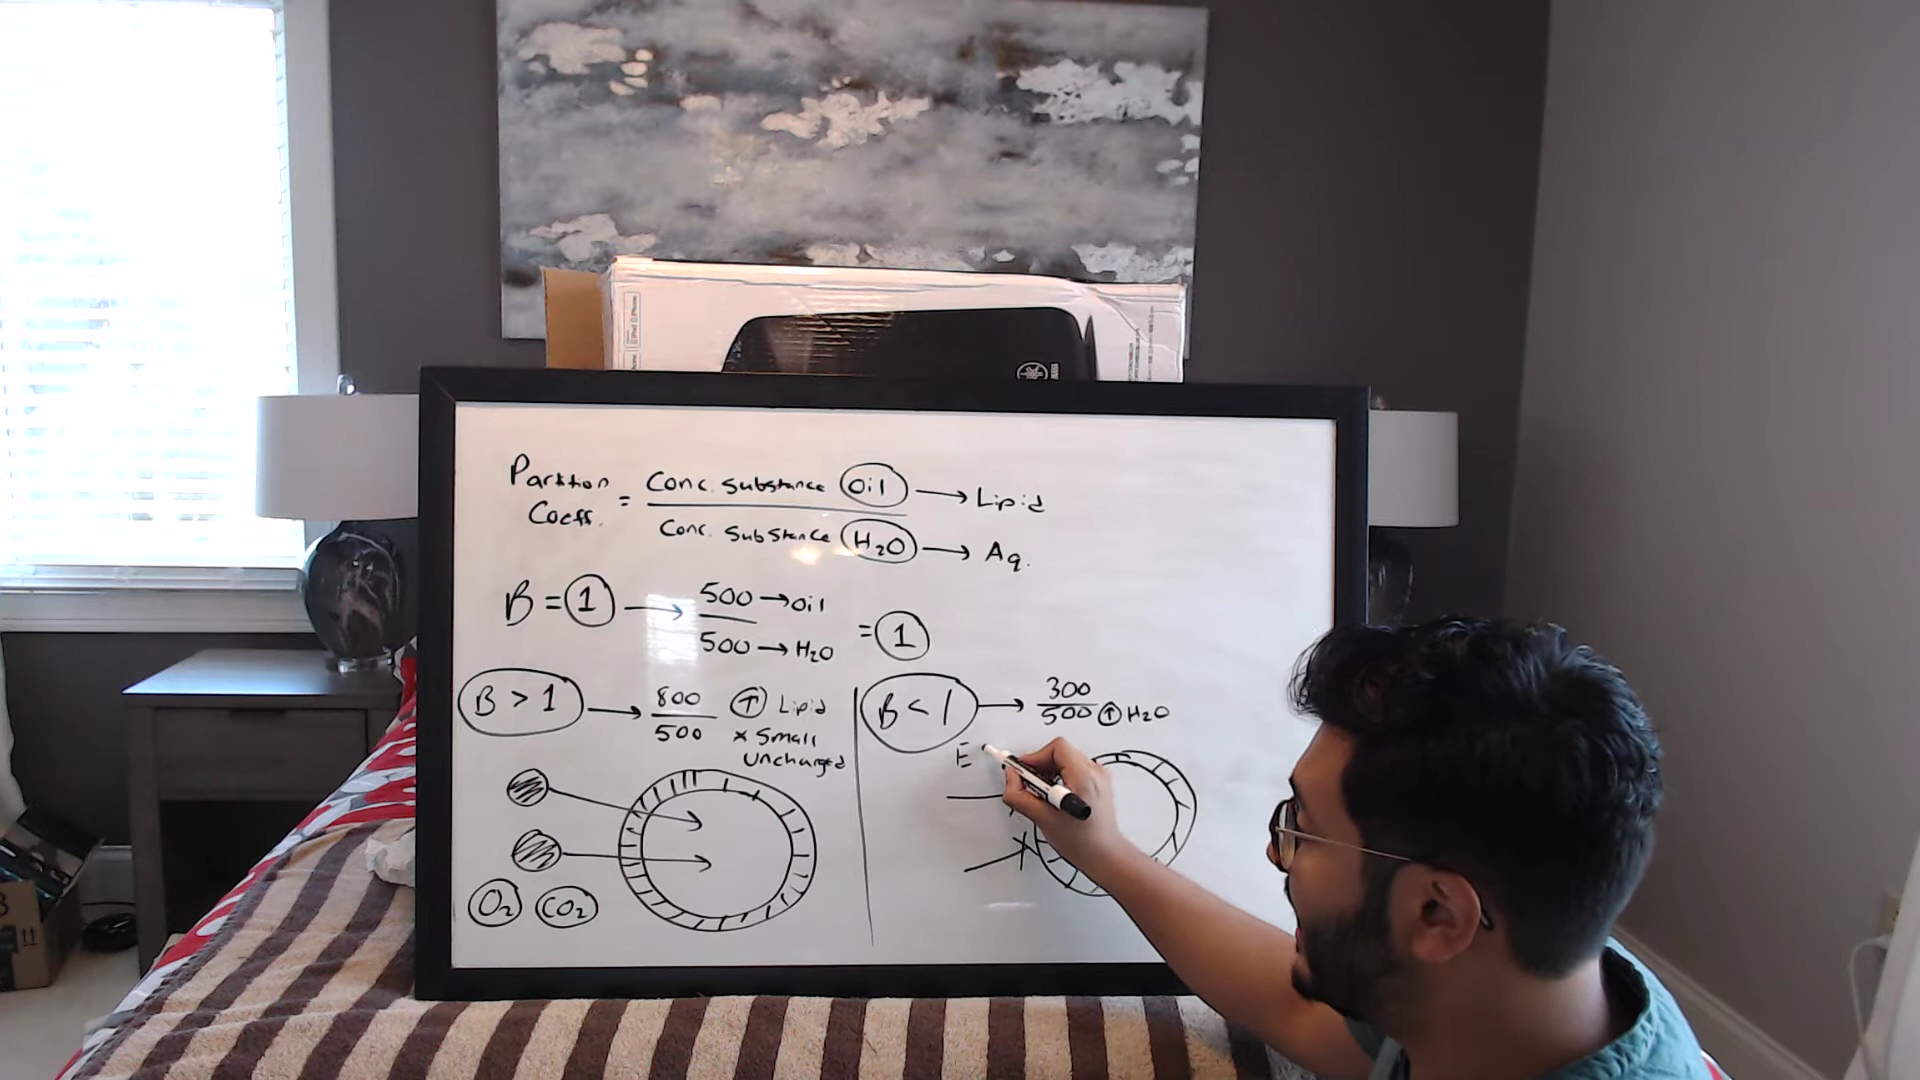 Partition Coeff. = Conc. Substance Oil → Lipid
Conc. Substance H₂O → Aq.
B = 1 → 500 → Oil
500 → H₂O
= 1
B > 1 → 800
500
↑ Lipid
x Small
Uncharged
O₂ CO₂
B < 1 → 300
500 ↑ H₂O
E